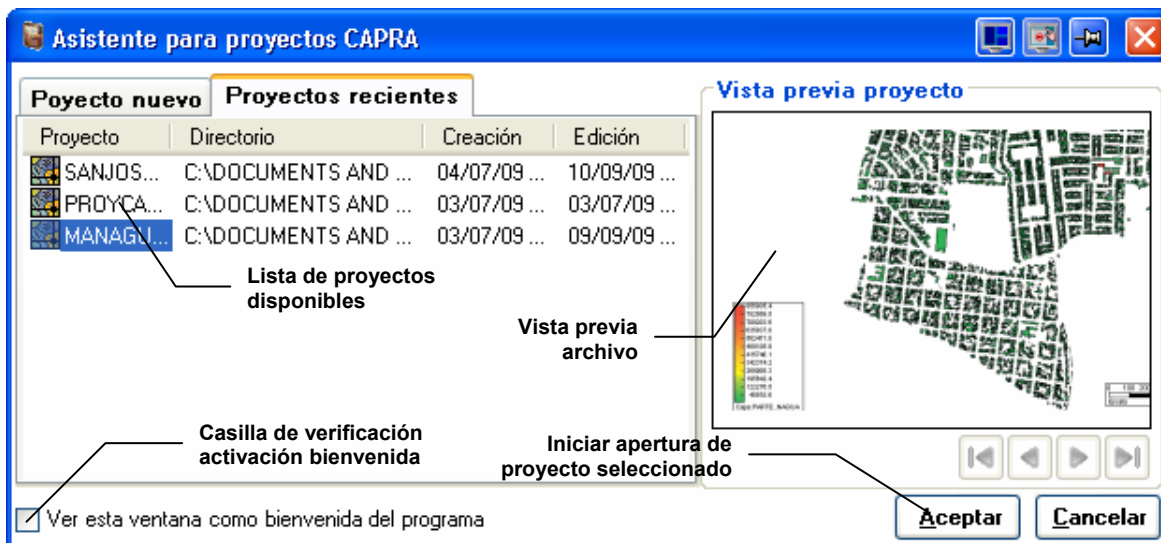 Asistente para proyectos CAPRA
Poyecto nuevo
Proyectos recientes
Vista previa proyecto
Proyecto Directorio Creación Edición
SANJOS... C:\DOCUMENTS AND ... 04/07/09 ... 10/09/09 ...
PROYCA... C:\DOCUMENTS AND ... 03/07/09 ... 03/07/09 ...
MANAGU... C:\DOCUMENTS AND ... 03/07/09 ... 09/09/09 ...
Lista de proyectos
disponibles
Vista previa
archivo
Casilla de verificación
activación bienvenida
Iniciar apertura de
proyecto seleccionado
Ver esta ventana como bienvenida del programa
Aceptar
Cancelar